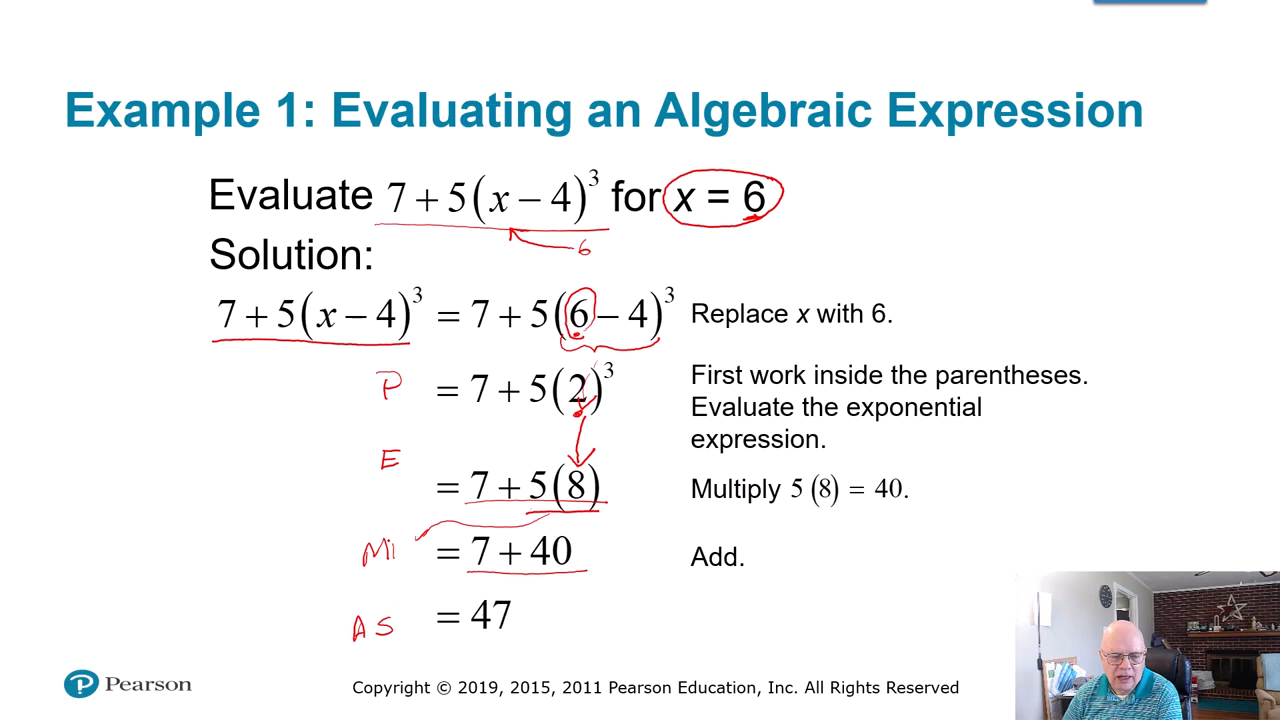 Example 1: Evaluating an Algebraic Expression
Evaluate 7 + 5(x − 4)³ for x = 6
6
Solution:
7 + 5(x − 4)³ = 7 + 5(6 − 4)³ Replace x with 6.
P = 7 + 5(2)³ First work inside the parentheses.
Evaluate the exponential
expression.
E
= 7 + 5(8) Multiply 5 (8) = 40.
= 7 + 40 Add.
A S = 47
Pearson Copyright © 2019, 2015, 2011 Pearson Education, Inc. All Rights Reserved